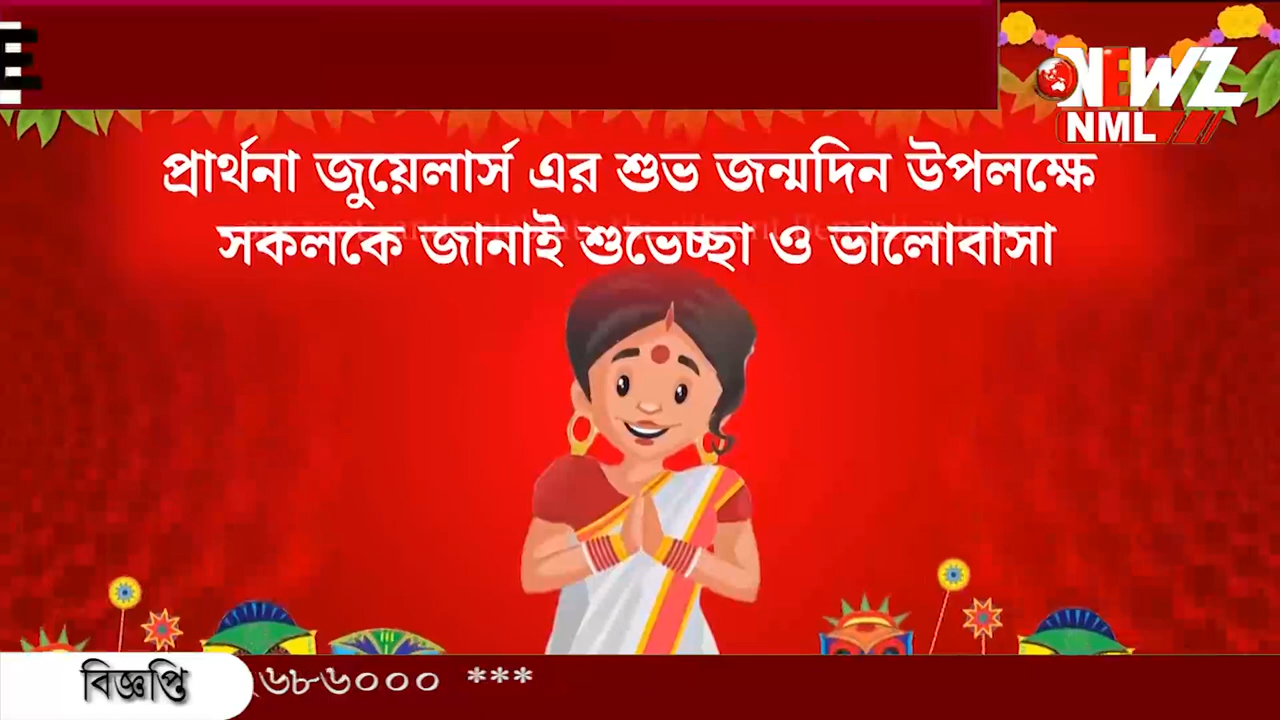 NEWZ
NML
প্রার্থনা জুয়েলার্স এর শুভ জন্মদিন উপলক্ষে
সকলকে জানাই শুভেচ্ছা ও ভালোবাসা
বিজ্ঞপ্তি
৬৮৬০০০ ***